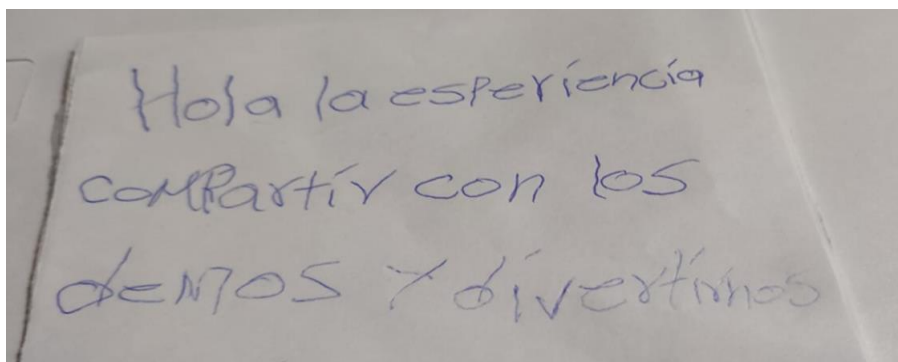 Hola la esperiencia
comPartir con los
demos y divertirnos